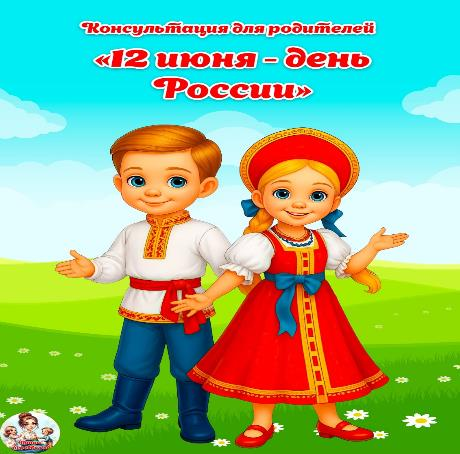 Консультация для родителей
«12 июня – день
России»